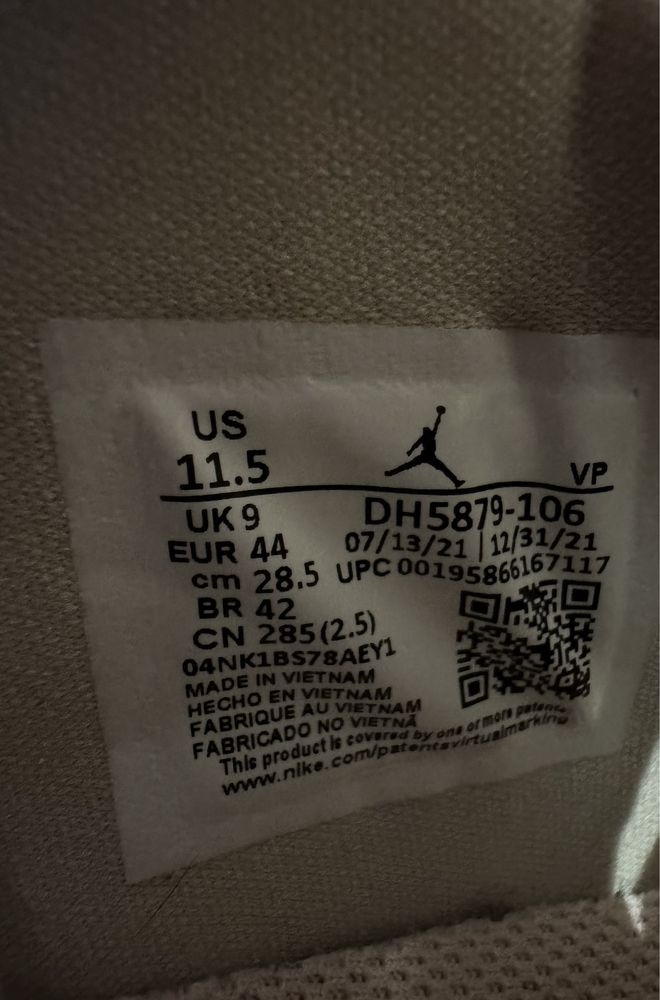 US
11.5
VP
UK 9
DH5879-106
EUR 44
07/13/21 | 12/31/21
cm 28.5
UPC 00195866167117
BR 42
CN 285(2.5)
04NK1BS78AEY1
MADE IN VIETNAM
HECHO EN VIETNAM
FABRIQUE AU VIETNAM
FABRICADO NO VIETNÃ
This product is covered by one or more patents
www.nike.com/patentsvirtualmarking